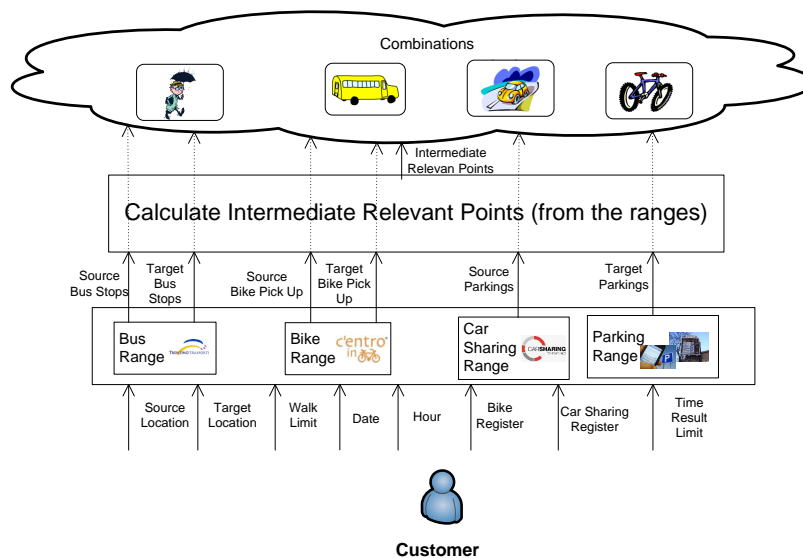 Combinations
Intermediate
Relevan Points
Calculate Intermediate Relevant Points (from the ranges)
Source
Bus Stops
Target
Bus
Stops
Source
Bike Pick Up
Target
Bike Pick
Up
Source
Parkings
Target
Parkings
Bus
Range
TRENTINO TRASPORTI
Bike
Range
c'entro
in
Car
Sharing
Range
CARSHARING
Parking
Range
P
Source
Location
Target
Location
Walk
Limit
Date
Hour
Bike
Register
Car Sharing
Register
Time
Result
Limit
Customer